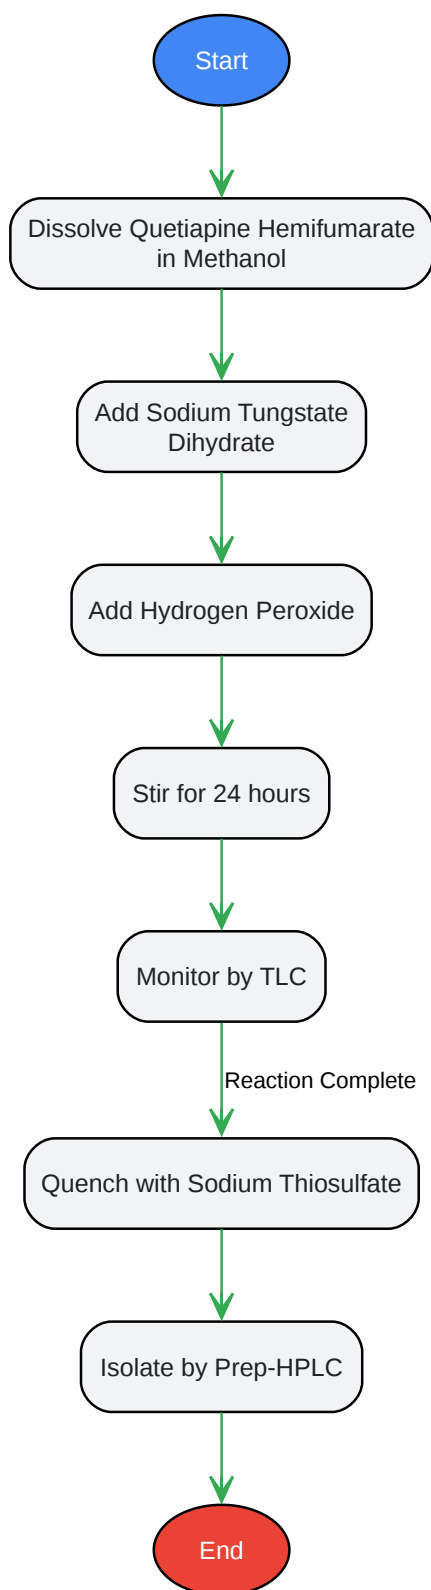 Start
Dissolve Quetiapine Hemifumarate
in Methanol
Add Sodium Tungstate
Dihydrate
Add Hydrogen Peroxide
Stir for 24 hours
Monitor by TLC
Reaction Complete
Quench with Sodium Thiosulfate
Isolate by Prep-HPLC
End